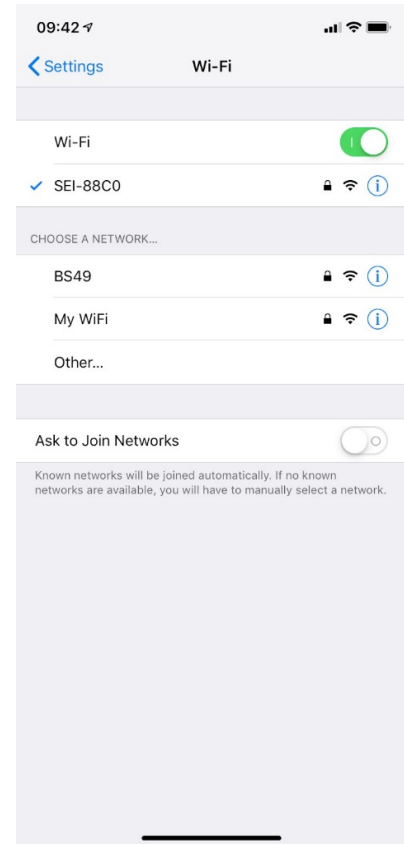 09:42
Settings
Wi-Fi
Wi-Fi
SEI-88C0
CHOOSE A NETWORK...
BS49
My WiFi
Other...
Ask to Join Networks
Known networks will be joined automatically. If no known
networks are available, you will have to manually select a network.